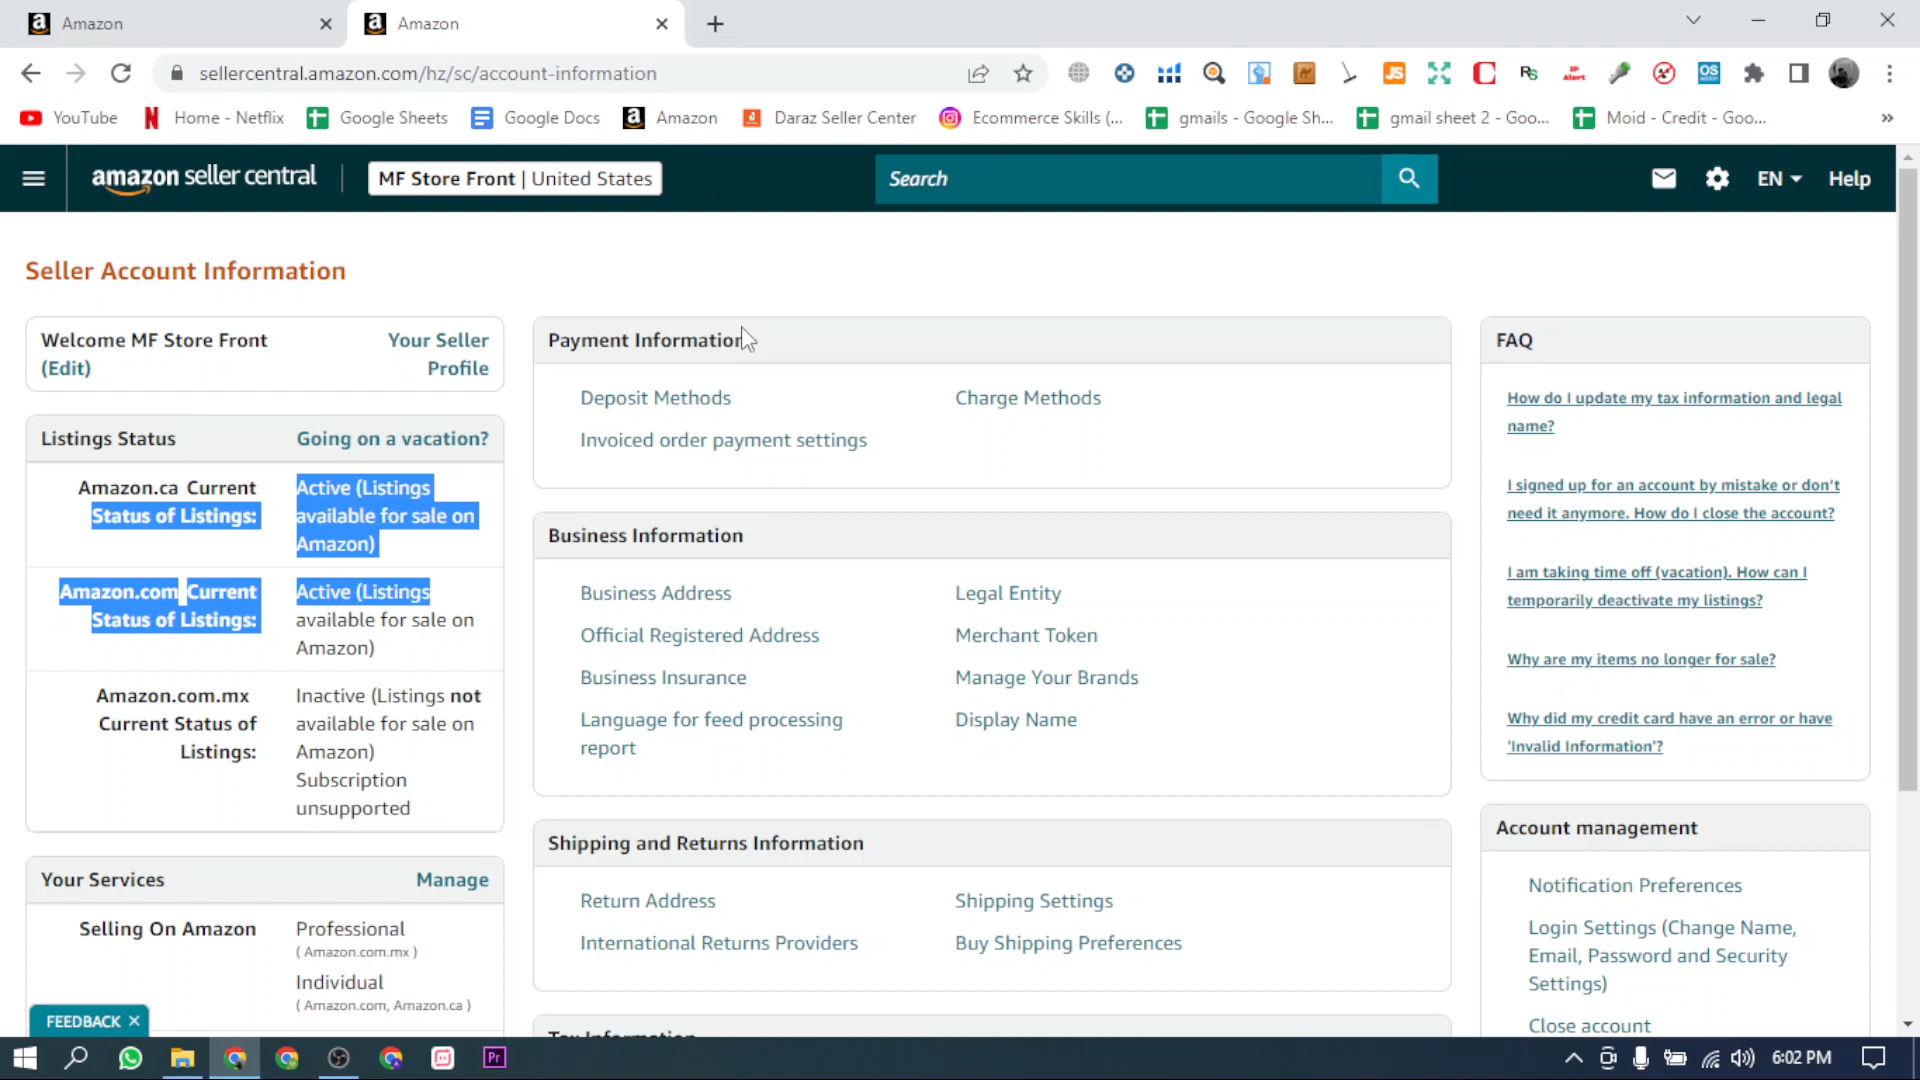 Amazon
Amazon
sellercentral.amazon.com/hz/sc/account-information
YouTube
Home - Netflix
Google Sheets
Google Docs
Amazon
Daraz Seller Center
Ecommerce Skills (...
gmails - Google Sh...
gmail sheet 2 - Goo...
Moid - Credit - Goo...
»
amazon seller central
MF Store Front | United States
Search
EN
Help
Seller Account Information
Welcome MF Store Front
(Edit)
Your Seller
Profile
Listings Status
Going on a vacation?
Amazon.ca Current
Status of Listings:
Active (Listings
available for sale on
Amazon)
Amazon.com Current
Status of Listings:
Active (Listings
available for sale on
Amazon)
Amazon.com.mx
Current Status of
Listings:
Inactive (Listings not
available for sale on
Amazon)
Subscription
unsupported
Your Services
Manage
Selling On Amazon
Professional
( Amazon.com.mx )
Individual
( Amazon.com, Amazon.ca )
FEEDBACK ×
Payment Information
Deposit Methods
Charge Methods
Invoiced order payment settings
Business Information
Business Address
Legal Entity
Official Registered Address
Merchant Token
Business Insurance
Manage Your Brands
Language for feed processing
report
Display Name
Shipping and Returns Information
Return Address
Shipping Settings
International Returns Providers
Buy Shipping Preferences
Tax Information
FAQ
How do I update my tax information and legal
name?
I signed up for an account by mistake or don't
need it anymore. How do I close the account?
I am taking time off (vacation). How can I
temporarily deactivate my listings?
Why are my items no longer for sale?
Why did my credit card have an error or have
'Invalid Information'?
Account management
Notification Preferences
Login Settings (Change Name,
Email, Password and Security
Settings)
Close account
Pr
6:02 PM